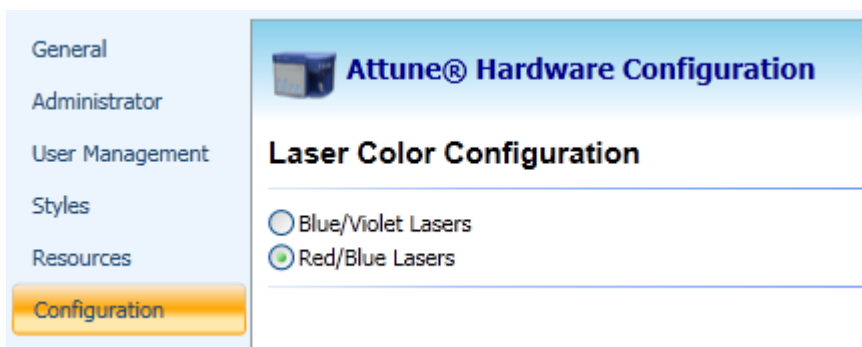 General
Administrator
User Management
Styles
Resources
Configuration
Attune® Hardware Configuration
Laser Color Configuration
Blue/Violet Lasers
Red/Blue Lasers